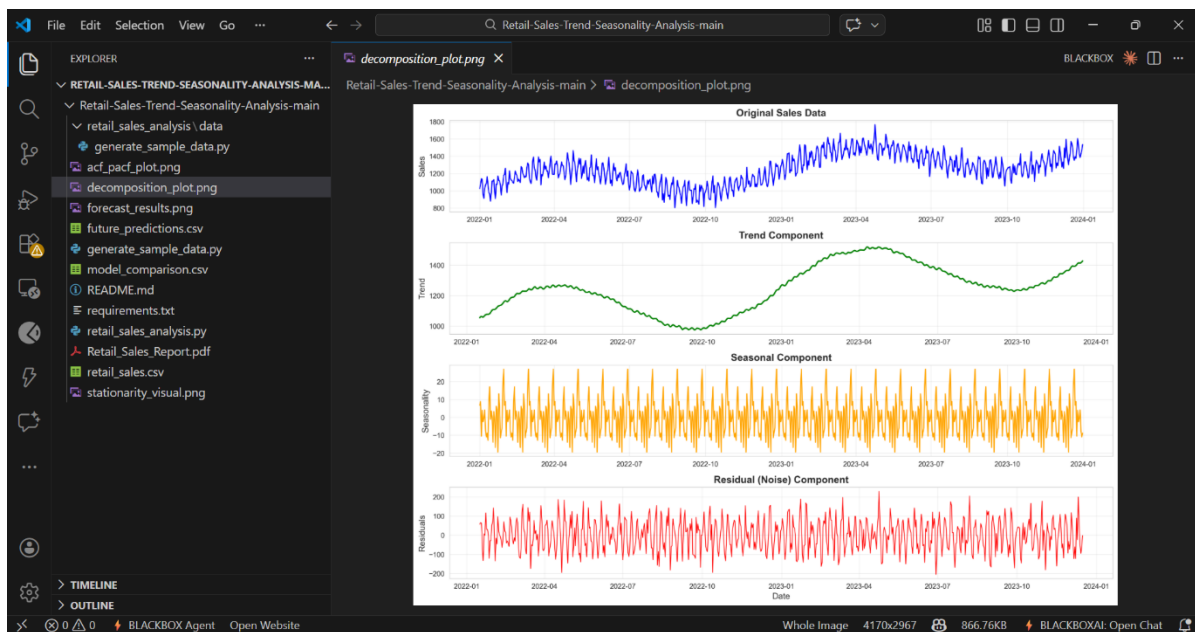 File Edit Selection View Go ··· Retail-Sales-Trend-Seasonality-Analysis-main
EXPLORER ···
RETAIL-SALES-TREND-SEASONALITY-ANALYSIS-MA...
Retail-Sales-Trend-Seasonality-Analysis-main
retail_sales_analysis\data
generate_sample_data.py
acf_pacf_plot.png
decomposition_plot.png
forecast_results.png
future_predictions.csv
generate_sample_data.py
model_comparison.csv
README.md
requirements.txt
retail_sales_analysis.py
Retail_Sales_Report.pdf
retail_sales.csv
stationarity_visual.png
TIMELINE
OUTLINE
decomposition_plot.png
BLACKBOX
Retail-Sales-Trend-Seasonality-Analysis-main > decomposition_plot.png
Original Sales Data
Sales
1800
1600
1400
1200
1000
800
2022-01 2022-04 2022-07 2022-10 2023-01 2023-04 2023-07 2023-10 2024-01
Trend Component
Trend
1400
1200
1000
2022-01 2022-04 2022-07 2022-10 2023-01 2023-04 2023-07 2023-10 2024-01
Seasonal Component
Seasonality
20
10
0
−10
−20
2022-01 2022-04 2022-07 2022-10 2023-01 2023-04 2023-07 2023-10 2024-01
Residual (Noise) Component
Residuals
200
100
0
−100
−200
2022-01 2022-04 2022-07 2022-10 2023-01 2023-04 2023-07 2023-10 2024-01
Date
0 0 BLACKBOX Agent Open Website Whole Image 4170x2967 866.76KB BLACKBOXAI: Open Chat